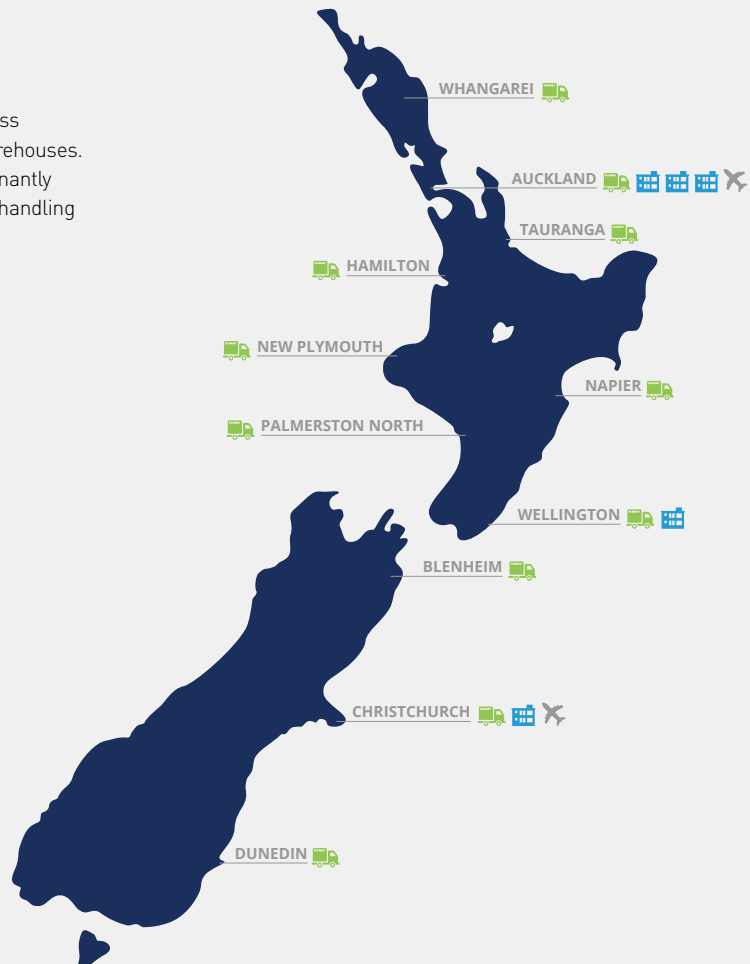 ss
rehouses.
nantly
handling
WHANGAREI
AUCKLAND
TAURANGA
HAMILTON
NEW PLYMOUTH
NAPIER
PALMERSTON NORTH
WELLINGTON
BLENHEIM
CHRISTCHURCH
DUNEDIN